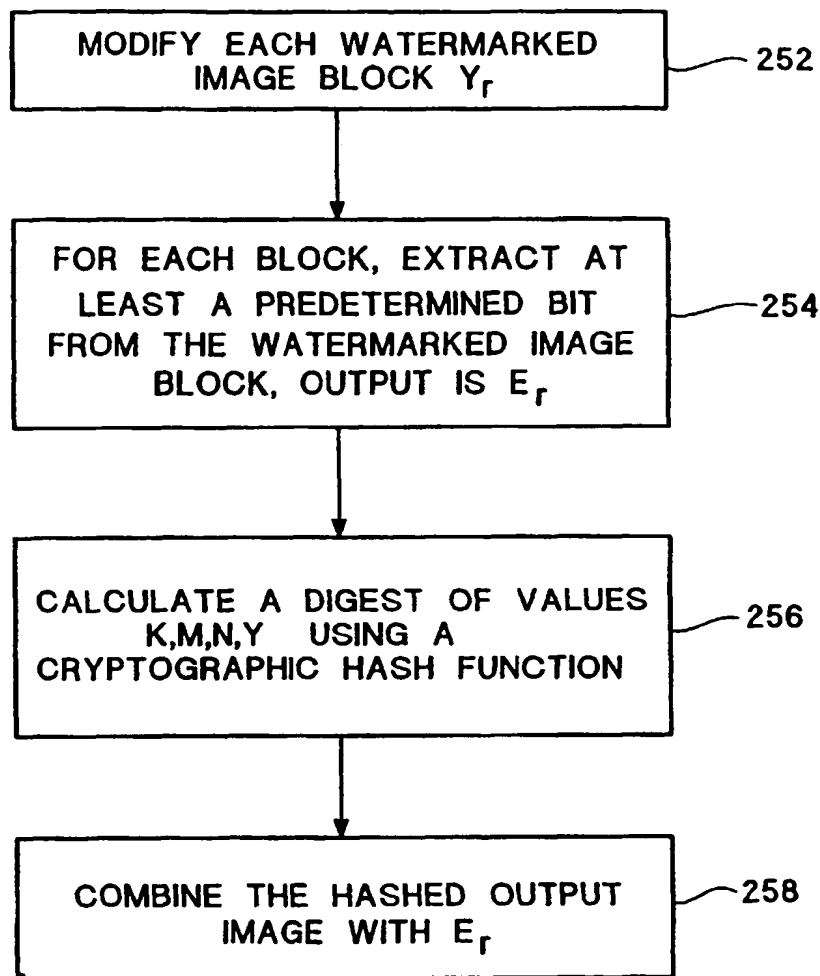 MODIFY EACH WATERMARKED
IMAGE BLOCK Yr
252
FOR EACH BLOCK, EXTRACT AT
LEAST A PREDETERMINED BIT
FROM THE WATERMARKED IMAGE
BLOCK, OUTPUT IS Er
254
CALCULATE A DIGEST OF VALUES
K,M,N,Y USING A
CRYPTOGRAPHIC HASH FUNCTION
256
COMBINE THE HASHED OUTPUT
IMAGE WITH Er
258